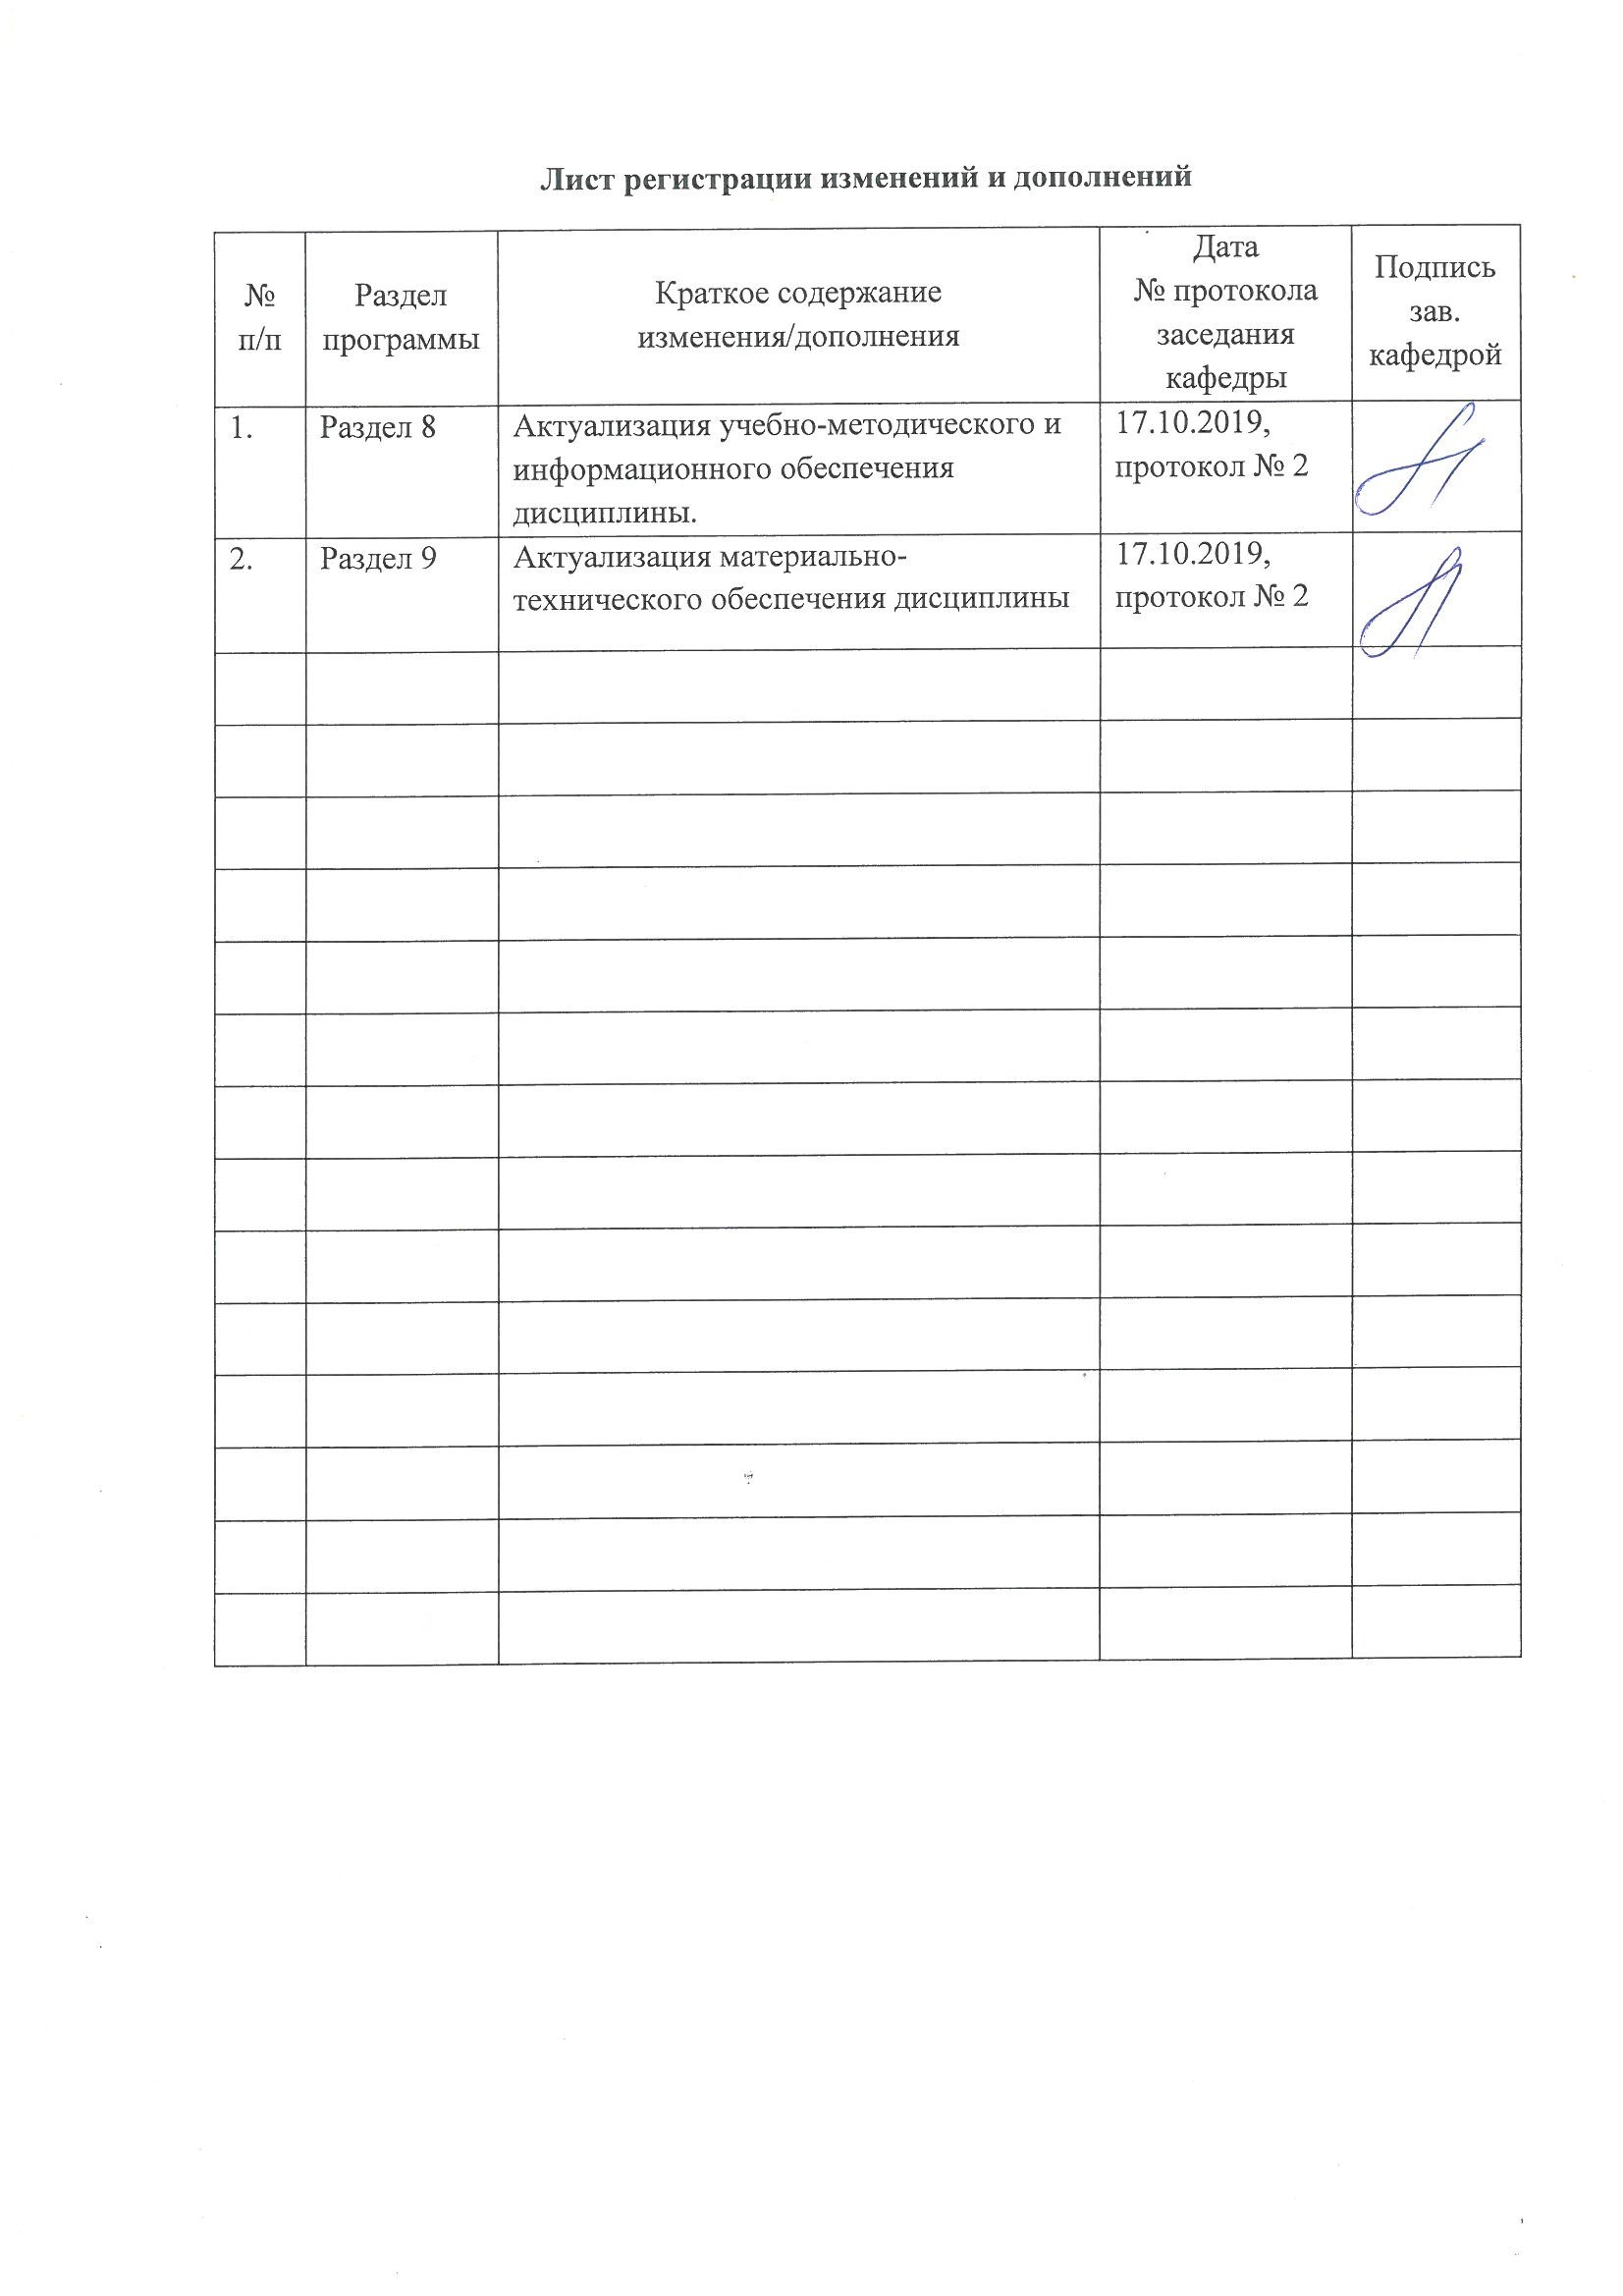 Лист регистрации изменений и дополнений
№
п/п
Раздел
программы
Краткое содержание
изменения/дополнения
Дата
№ протокола
заседания
кафедры
Подпись
зав.
кафедрой
1.
Раздел 8
Актуализация учебно-методического и
информационного обеспечения
дисциплины.
17.10.2019,
протокол № 2
2.
Раздел 9
Актуализация материально-
технического обеспечения дисциплины
17.10.2019,
протокол № 2